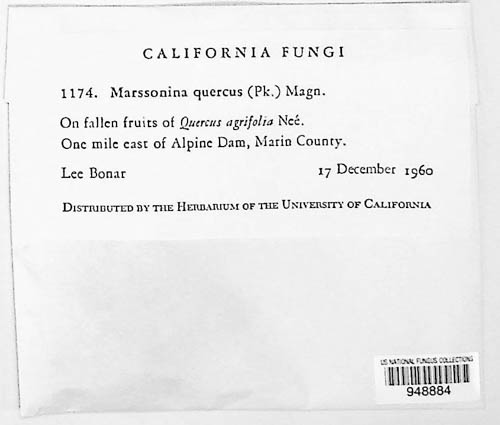 CALIFORNIA FUNGI
1174. Marssonina quercus (Pk.) Magn.
On fallen fruits of Quercus agrifolia Neé.
One mile east of Alpine Dam, Marin County.
Lee Bonar 17 December 1960
DISTRIBUTED BY THE HERBARIUM OF THE UNIVERSITY OF CALIFORNIA
US NATIONAL FUNGUS COLLECTIONS
948884